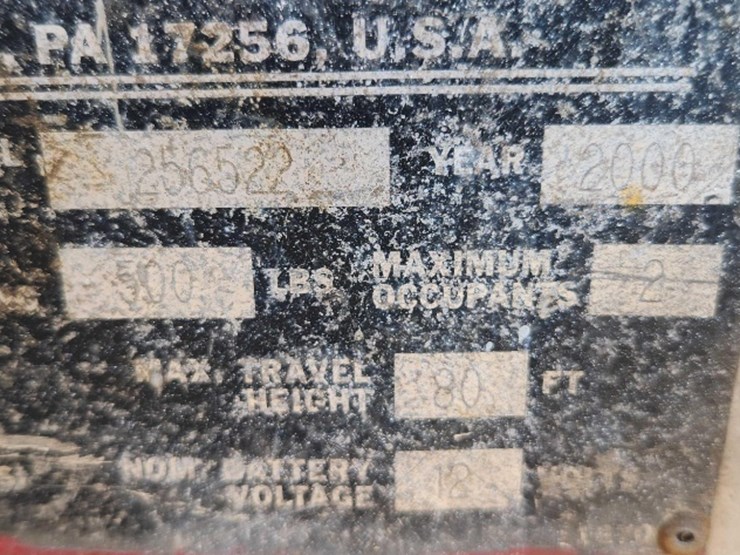 , PA 17256, U.S.A.
256522 YEAR 2000
500 LBS MAXIMUM OCCUPANTS 2
MAX. TRAVEL HEIGHT 80 FT
NOM. BATTERY VOLTAGE 12 VOLTS